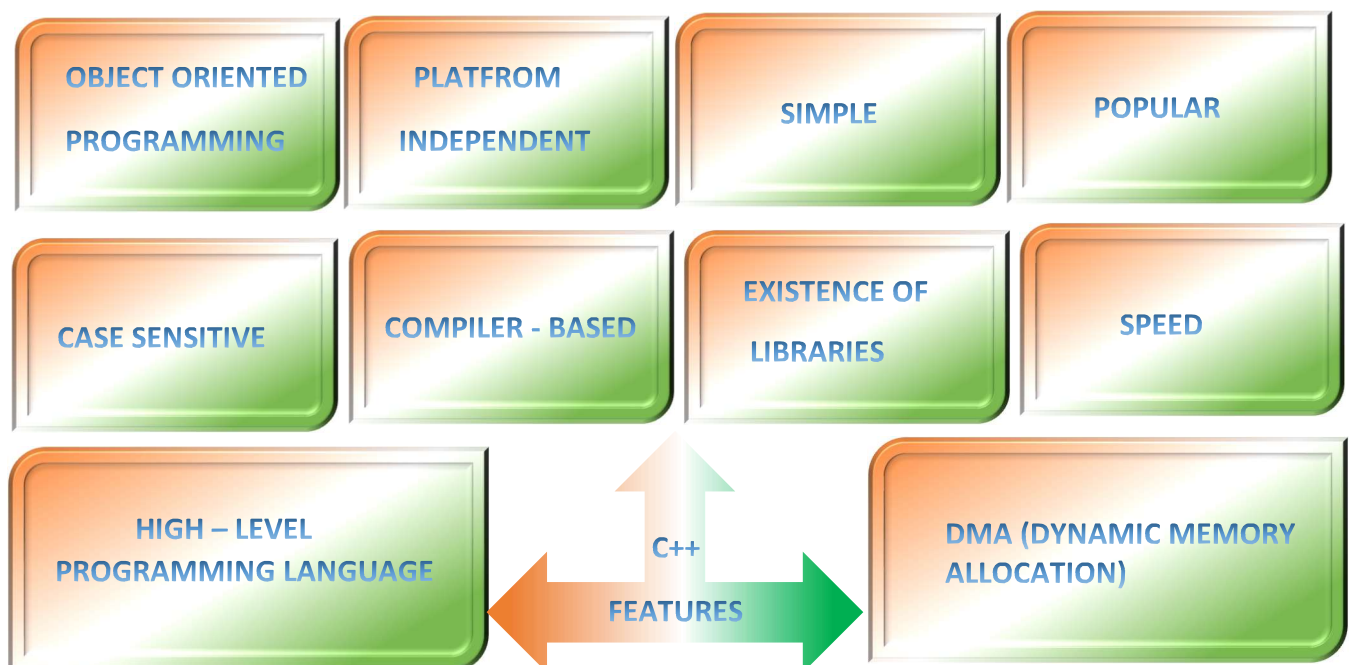 OBJECT ORIENTED
PROGRAMMING
PLATFROM
INDEPENDENT
SIMPLE
POPULAR
CASE SENSITIVE
COMPILER - BASED
EXISTENCE OF
LIBRARIES
SPEED
HIGH – LEVEL
PROGRAMMING LANGUAGE
C++
FEATURES
DMA (DYNAMIC MEMORY
ALLOCATION)